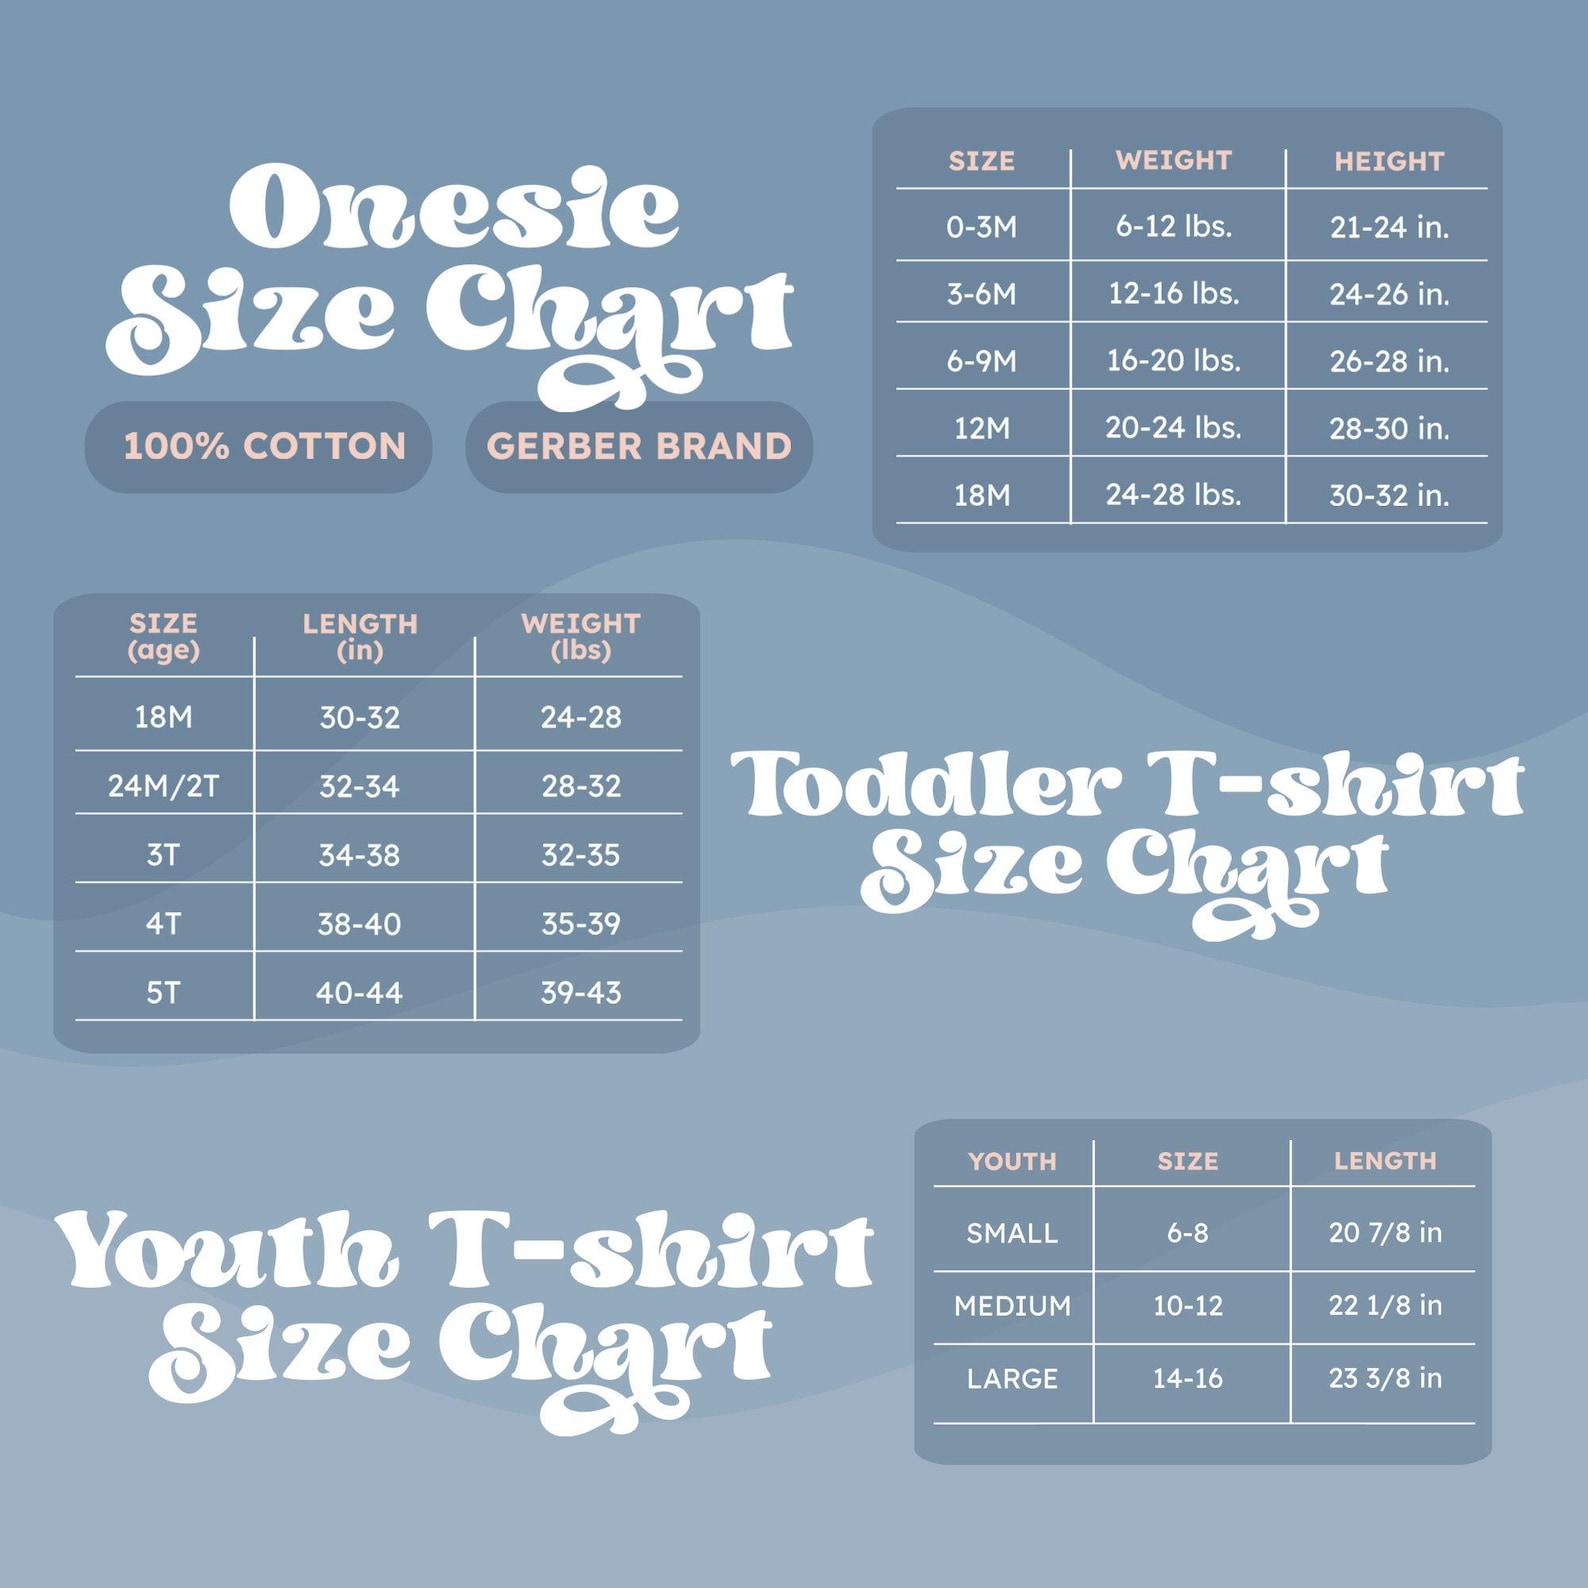 Onesie
Size Chart
100% COTTON GERBER BRAND
SIZE WEIGHT HEIGHT
0-3M 6-12 lbs. 21-24 in.
3-6M 12-16 lbs. 24-26 in.
6-9M 16-20 lbs. 26-28 in.
12M 20-24 lbs. 28-30 in.
18M 24-28 lbs. 30-32 in.
SIZE LENGTH WEIGHT
(age) (in) (lbs)
18M 30-32 24-28
24M/2T 32-34 28-32
3T 34-38 32-35
4T 38-40 35-39
5T 40-44 39-43
Toddler T-shirt
Size Chart
Youth T-shirt
Size Chart
YOUTH SIZE LENGTH
SMALL 6-8 20 7/8 in
MEDIUM 10-12 22 1/8 in
LARGE 14-16 23 3/8 in